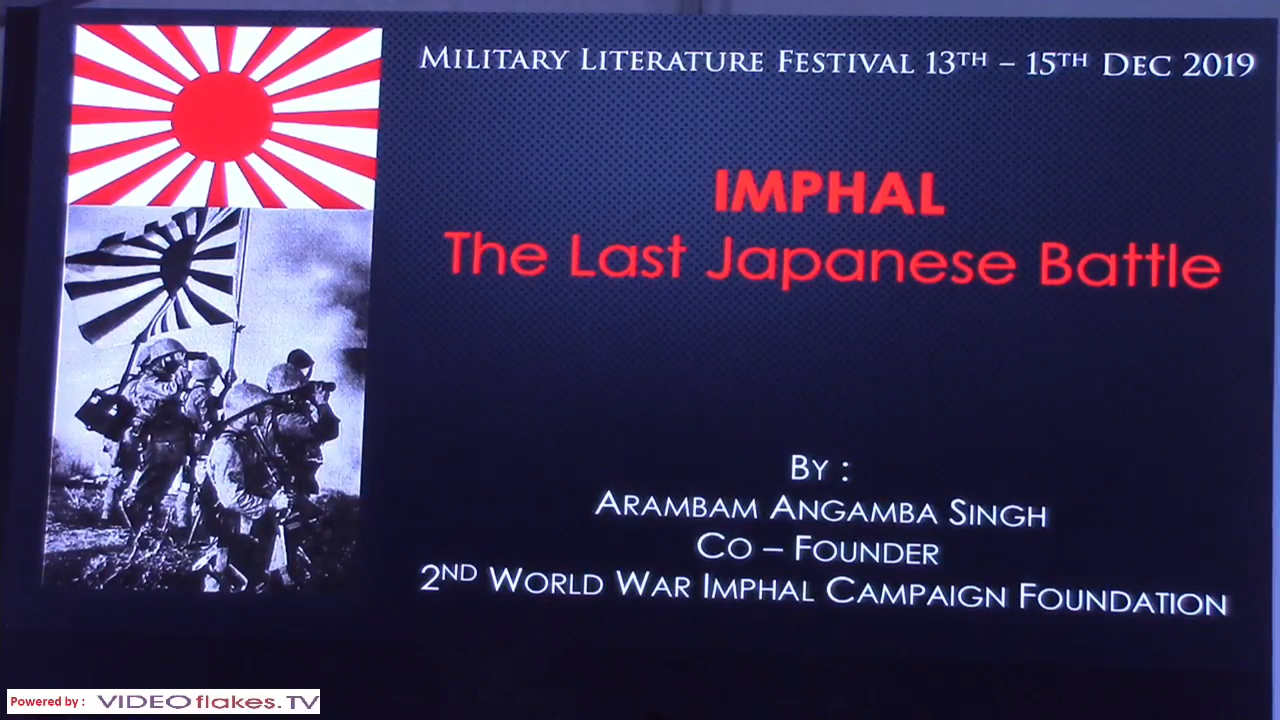 MILITARY LITERATURE FESTIVAL 13TH – 15TH DEC 2019
IMPHAL
The Last Japanese Battle
BY :
ARAMBAM ANGAMBA SINGH
CO – FOUNDER
2ND WORLD WAR IMPHAL CAMPAIGN FOUNDATION
Powered by : VIDEOflakes.TV